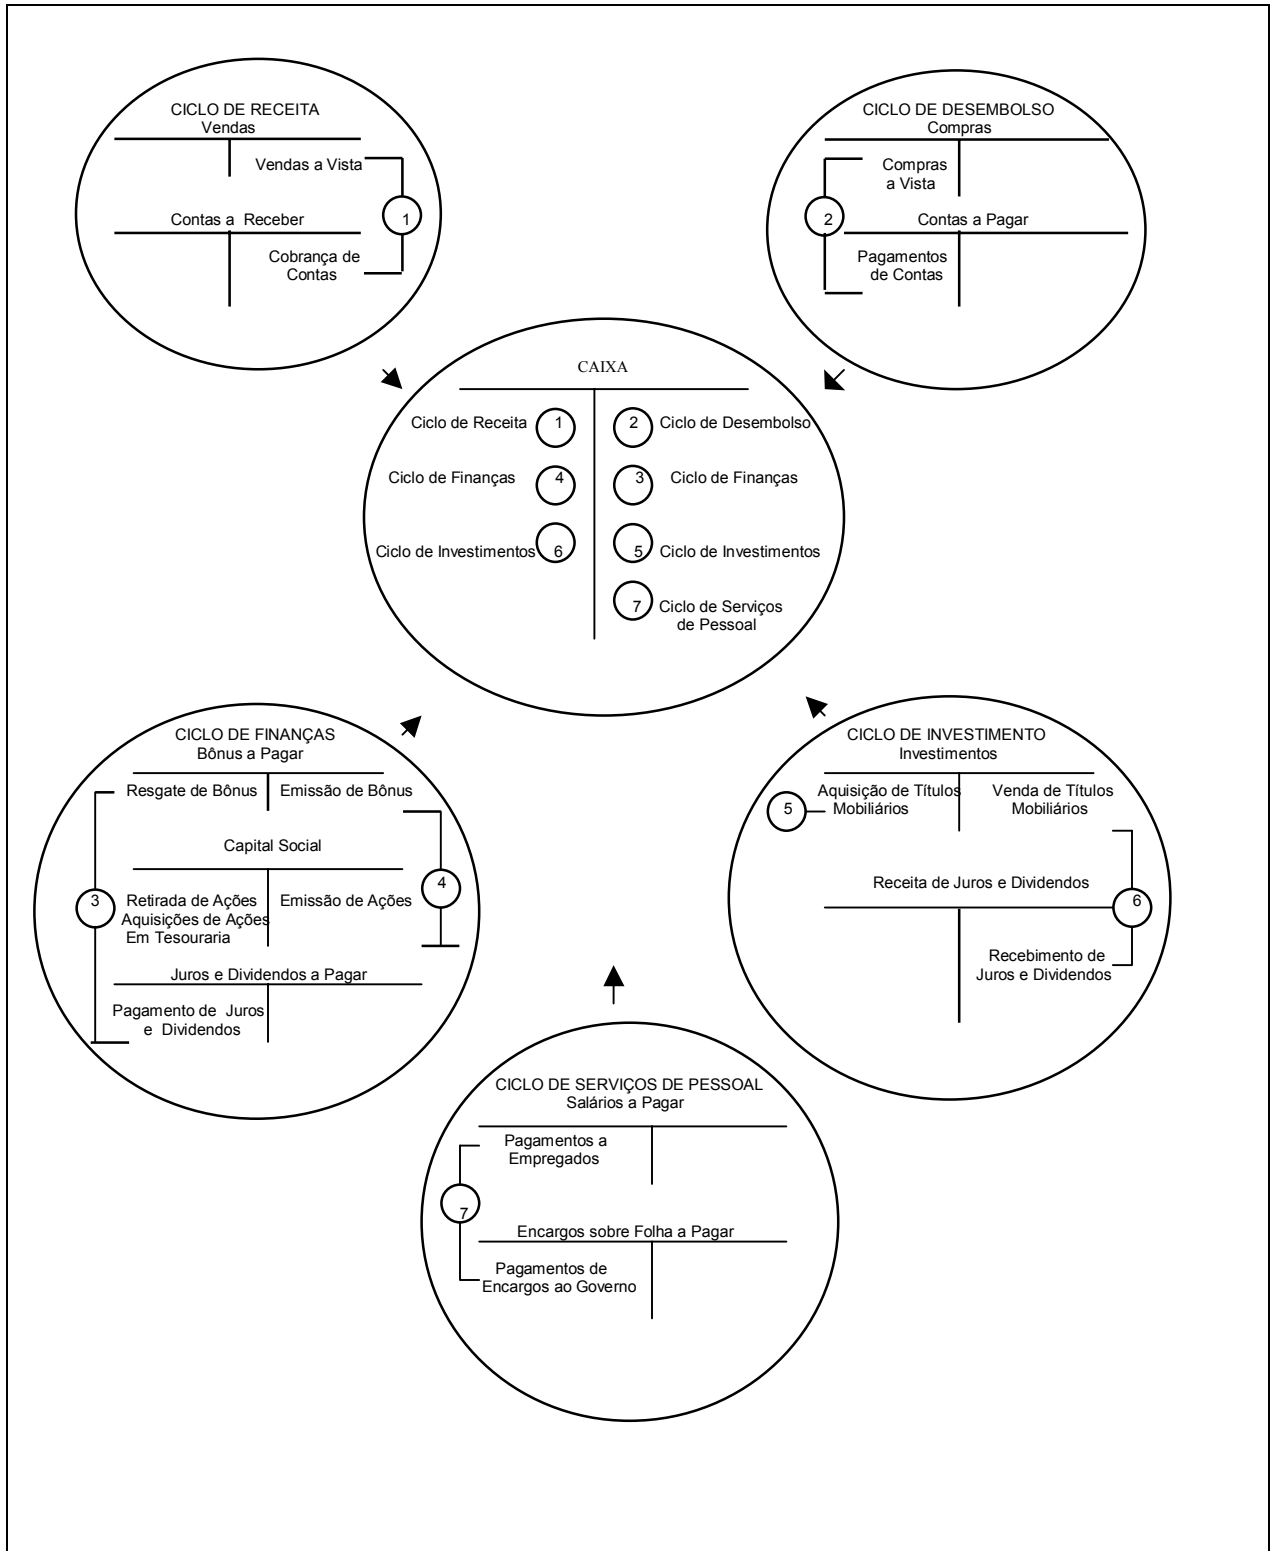 CICLO DE RECEITA
Vendas
Vendas a Vista
1
Contas a Receber
Cobrança de
Contas
CICLO DE DESEMBOLSO
Compras
Compras
a Vista
2
Contas a Pagar
Pagamentos
de Contas
CAIXA
Ciclo de Receita 1
2 Ciclo de Desembolso
Ciclo de Finanças 4
3 Ciclo de Finanças
Ciclo de Investimentos 6
5 Ciclo de Investimentos
7 Ciclo de Serviços
de Pessoal
CICLO DE FINANÇAS
Bônus a Pagar
Resgate de Bônus
Emissão de Bônus
Capital Social
3
4
Retirada de Ações
Aquisições de Ações
Em Tesouraria
Emissão de Ações
Juros e Dividendos a Pagar
Pagamento de Juros
e Dividendos
CICLO DE INVESTIMENTO
Investimentos
5
Aquisição de Títulos
Mobiliários
Venda de Títulos
Mobiliários
Receita de Juros e Dividendos
6
Recebimento de
Juros e Dividendos
CICLO DE SERVIÇOS DE PESSOAL
Salários a Pagar
Pagamentos a
Empregados
7
Encargos sobre Folha a Pagar
Pagamentos de
Encargos ao Governo